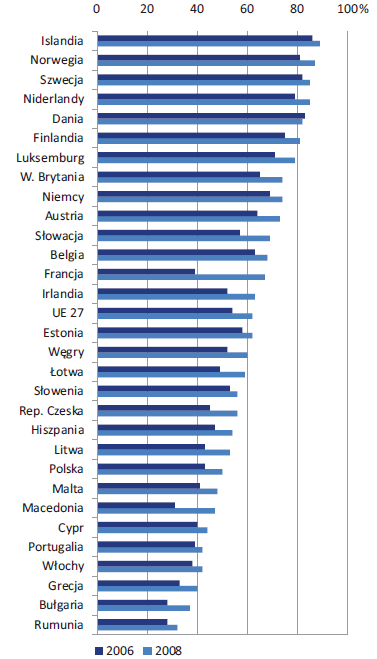 0 20 40 60 80 100%
Islandia
Norwegia
Szwecja
Niderlandy
Dania
Finlandia
Luksemburg
W. Brytania
Niemcy
Austria
Słowacja
Belgia
Francja
Irlandia
UE 27
Estonia
Węgry
Łotwa
Słowenia
Rep. Czeska
Hiszpania
Litwa
Polska
Malta
Macedonia
Cypr
Portugalia
Włochy
Grecja
Bułgaria
Rumunia
2006 2008